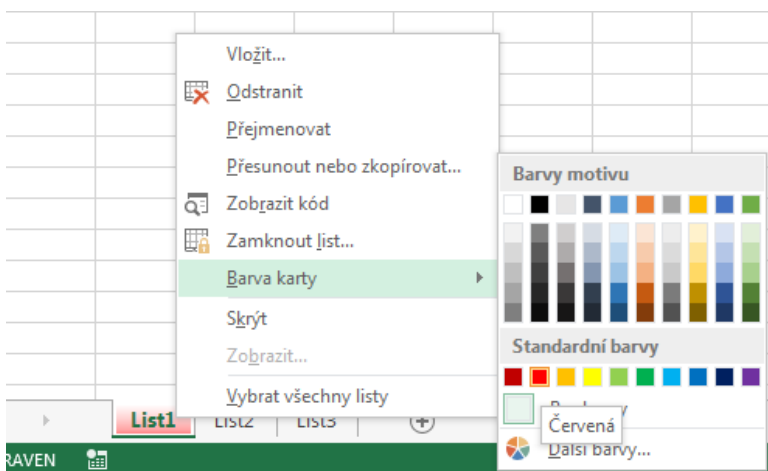 Vložit...
Odstranit
Přejmenovat
Přesunout nebo zkopírovat...
Zobrazit kód
Zamknout list...
Barva karty
Skrýt
Zobrazit...
Vybrat všechny listy
Barvy motivu
Standardní barvy
Červená
Další barvy...
List1 List2 List3
RAVEN